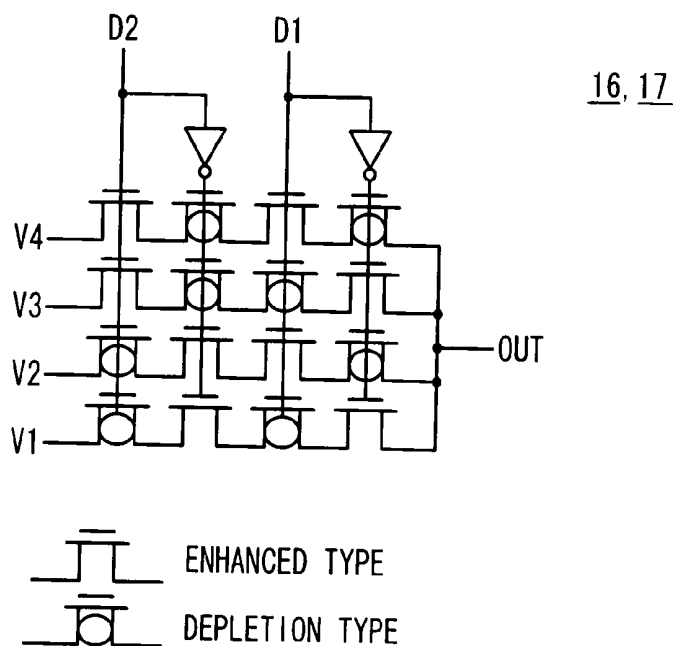 D2 D1
16, 17
V4
V3
V2
OUT
V1
ENHANCED TYPE
DEPLETION TYPE